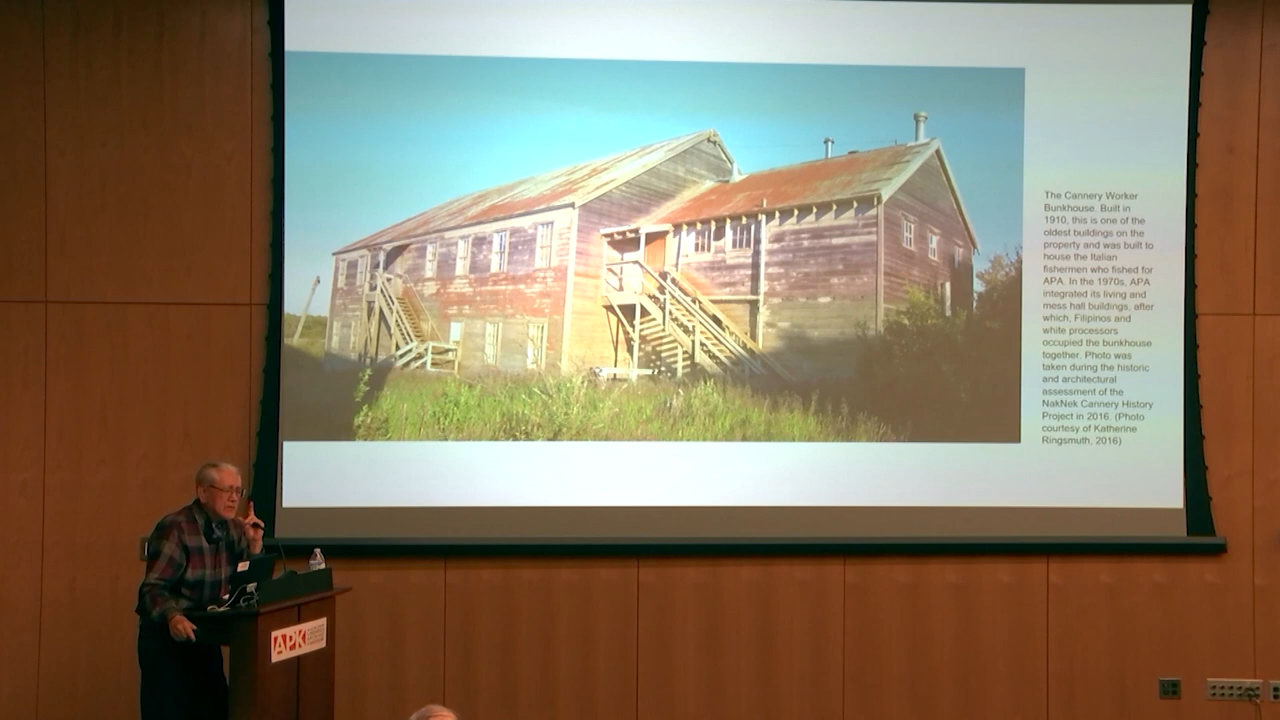 The Cannery Worker
Bunkhouse. Built in
1910, this is one of the
oldest buildings on the
property and was built to
house the Italian
fishermen who fished for
APA. In the 1970s, APA
integrated its living and
mess hall buildings, after
which, Filipinos and
white processors
occupied the bunkhouse
together. Photo was
taken during the historic
and architectural
assessment of the
NakNek Cannery History
Project in 2016. (Photo
courtesy of Katherine
Ringsmuth, 2016)
APK